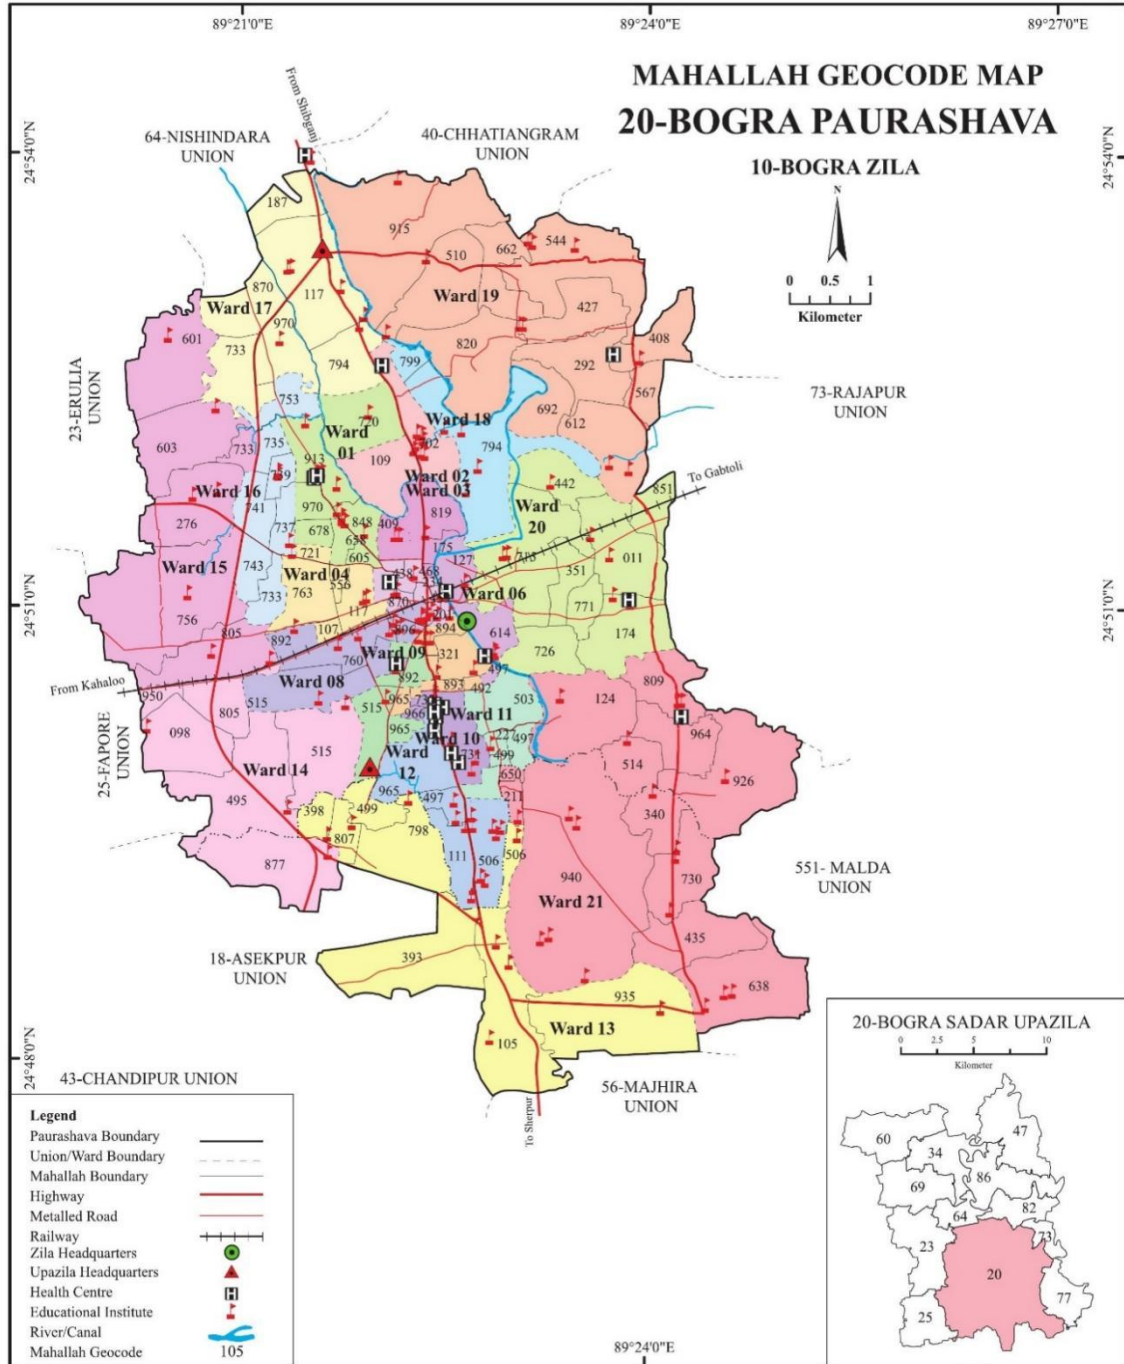 89°21'0"E
89°24'0"E
89°27'0"E
MAHALLAH GEOCODE MAP
20-BOGRA PAURASHAVA
10-BOGRA ZILA
N
0 0.5 1
Kilometer
From Shibganj
64-NISHINDARA
UNION
40-CHHATIANGRAM
UNION
24°54'0"N
24°54'0"N
187
915
510
662
544
870
117
Ward 17
Ward 19
427
970
601
733
794
799
820
292
408
567
23-ERULIA
UNION
73-RAJAPUR
UNION
753
720
Ward 18
692
612
Ward
01
603
733
735
109
794
913
Ward 02
Ward 03
442
To Gabtoli
851
Ward 16
741
970
848
409
819
Ward
20
276
737
678
658
175
721
605
127
351
011
Ward 15
743
Ward 04
438
468
Ward 06
24°51'0"N
24°51'0"N
733
763
556
870
771
756
117
894
614
174
805
892
107
896
Ward 09
321
726
760
497
From Kahaloo
950
892
893
492
809
Ward 08
515
515
965
503
124
098
805
966
Ward 11
964
25-FAPORE
UNION
515
965
Ward 10
227
497
514
Ward 14
Ward
12
731
499
650
926
495
965
497
211
340
398
499
798
807
877
111
506
506
940
730
551- MALDA
UNION
Ward 21
18-ASEKPUR
UNION
393
435
935
638
Ward 13
105
24°48'0"N
43-CHANDIPUR UNION
56-MAJHIRA
UNION
To Sherpur
Legend
Paurashava Boundary
Union/Ward Boundary
Mahallah Boundary
Highway
Metalled Road
Railway
Zila Headquarters
Upazila Headquarters
Health Centre
H
Educational Institute
River/Canal
Mahallah Geocode 105
89°24'0"E
20-BOGRA SADAR UPAZILA
0 2.5 5 10
Kilometer
60
47
34
86
69
82
64
73
23
20
77
25